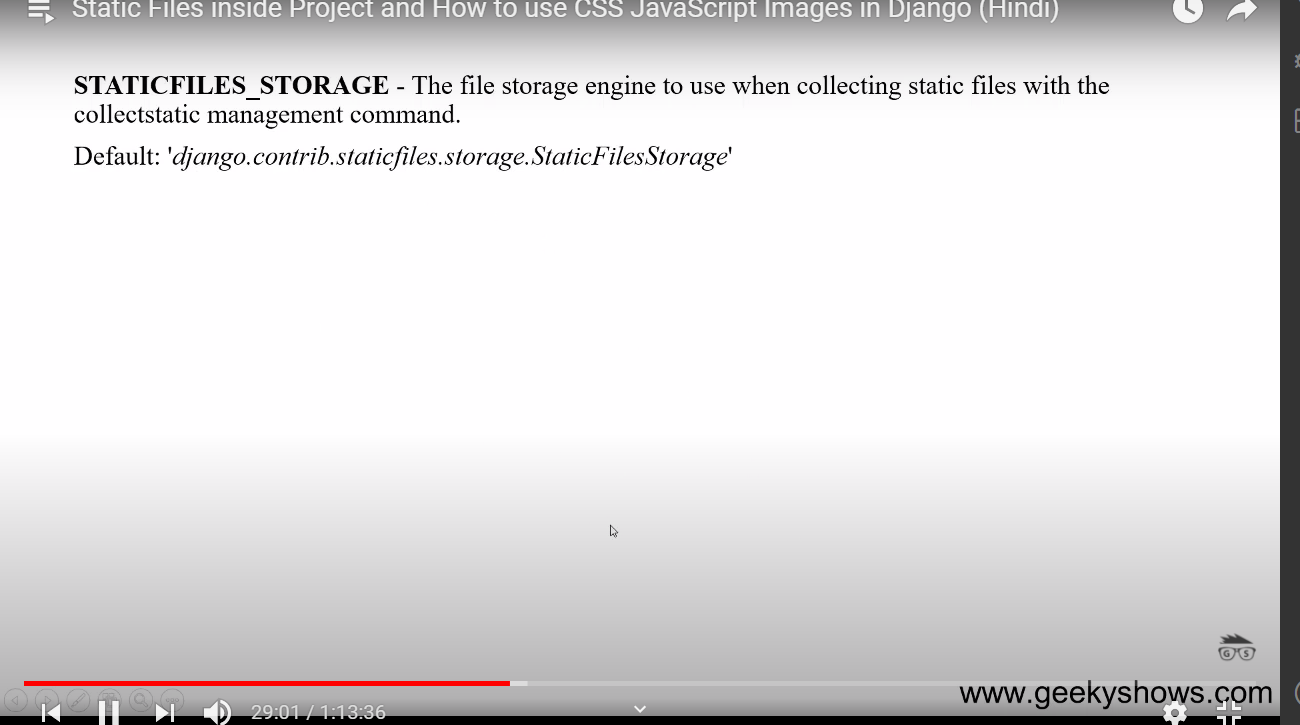 Static Files inside Project and How to use CSS JavaScript Images in Django (Hindi)
STATICFILES_STORAGE - The file storage engine to use when collecting static files with the
collectstatic management command.
Default: 'django.contrib.staticfiles.storage.StaticFilesStorage'
G S
www.geekyshows.com
29:01 / 1:13:36